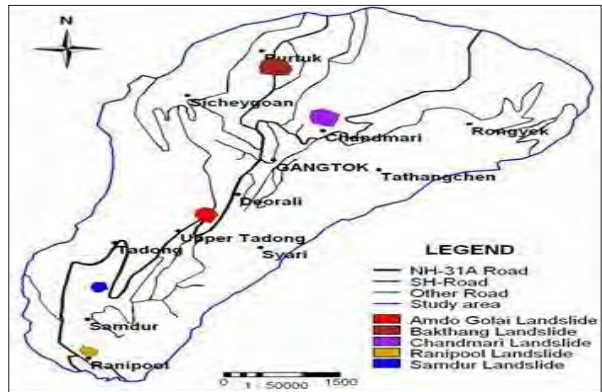 N
Burtuk
Sicheygoan
Chandmari
Rongyek
GANGTOK
Tathangchen
Deorali
Upper Tadong
Tadong
Syari
Samdur
Ranipool
LEGEND
NH-31A Road
SH-Road
Other Road
Study area
Amdo Golai Landslide
Bakthang Landslide
Chandmari Landslide
Ranipool Landslide
Samdur Landslide
0 1500
1 : 50000